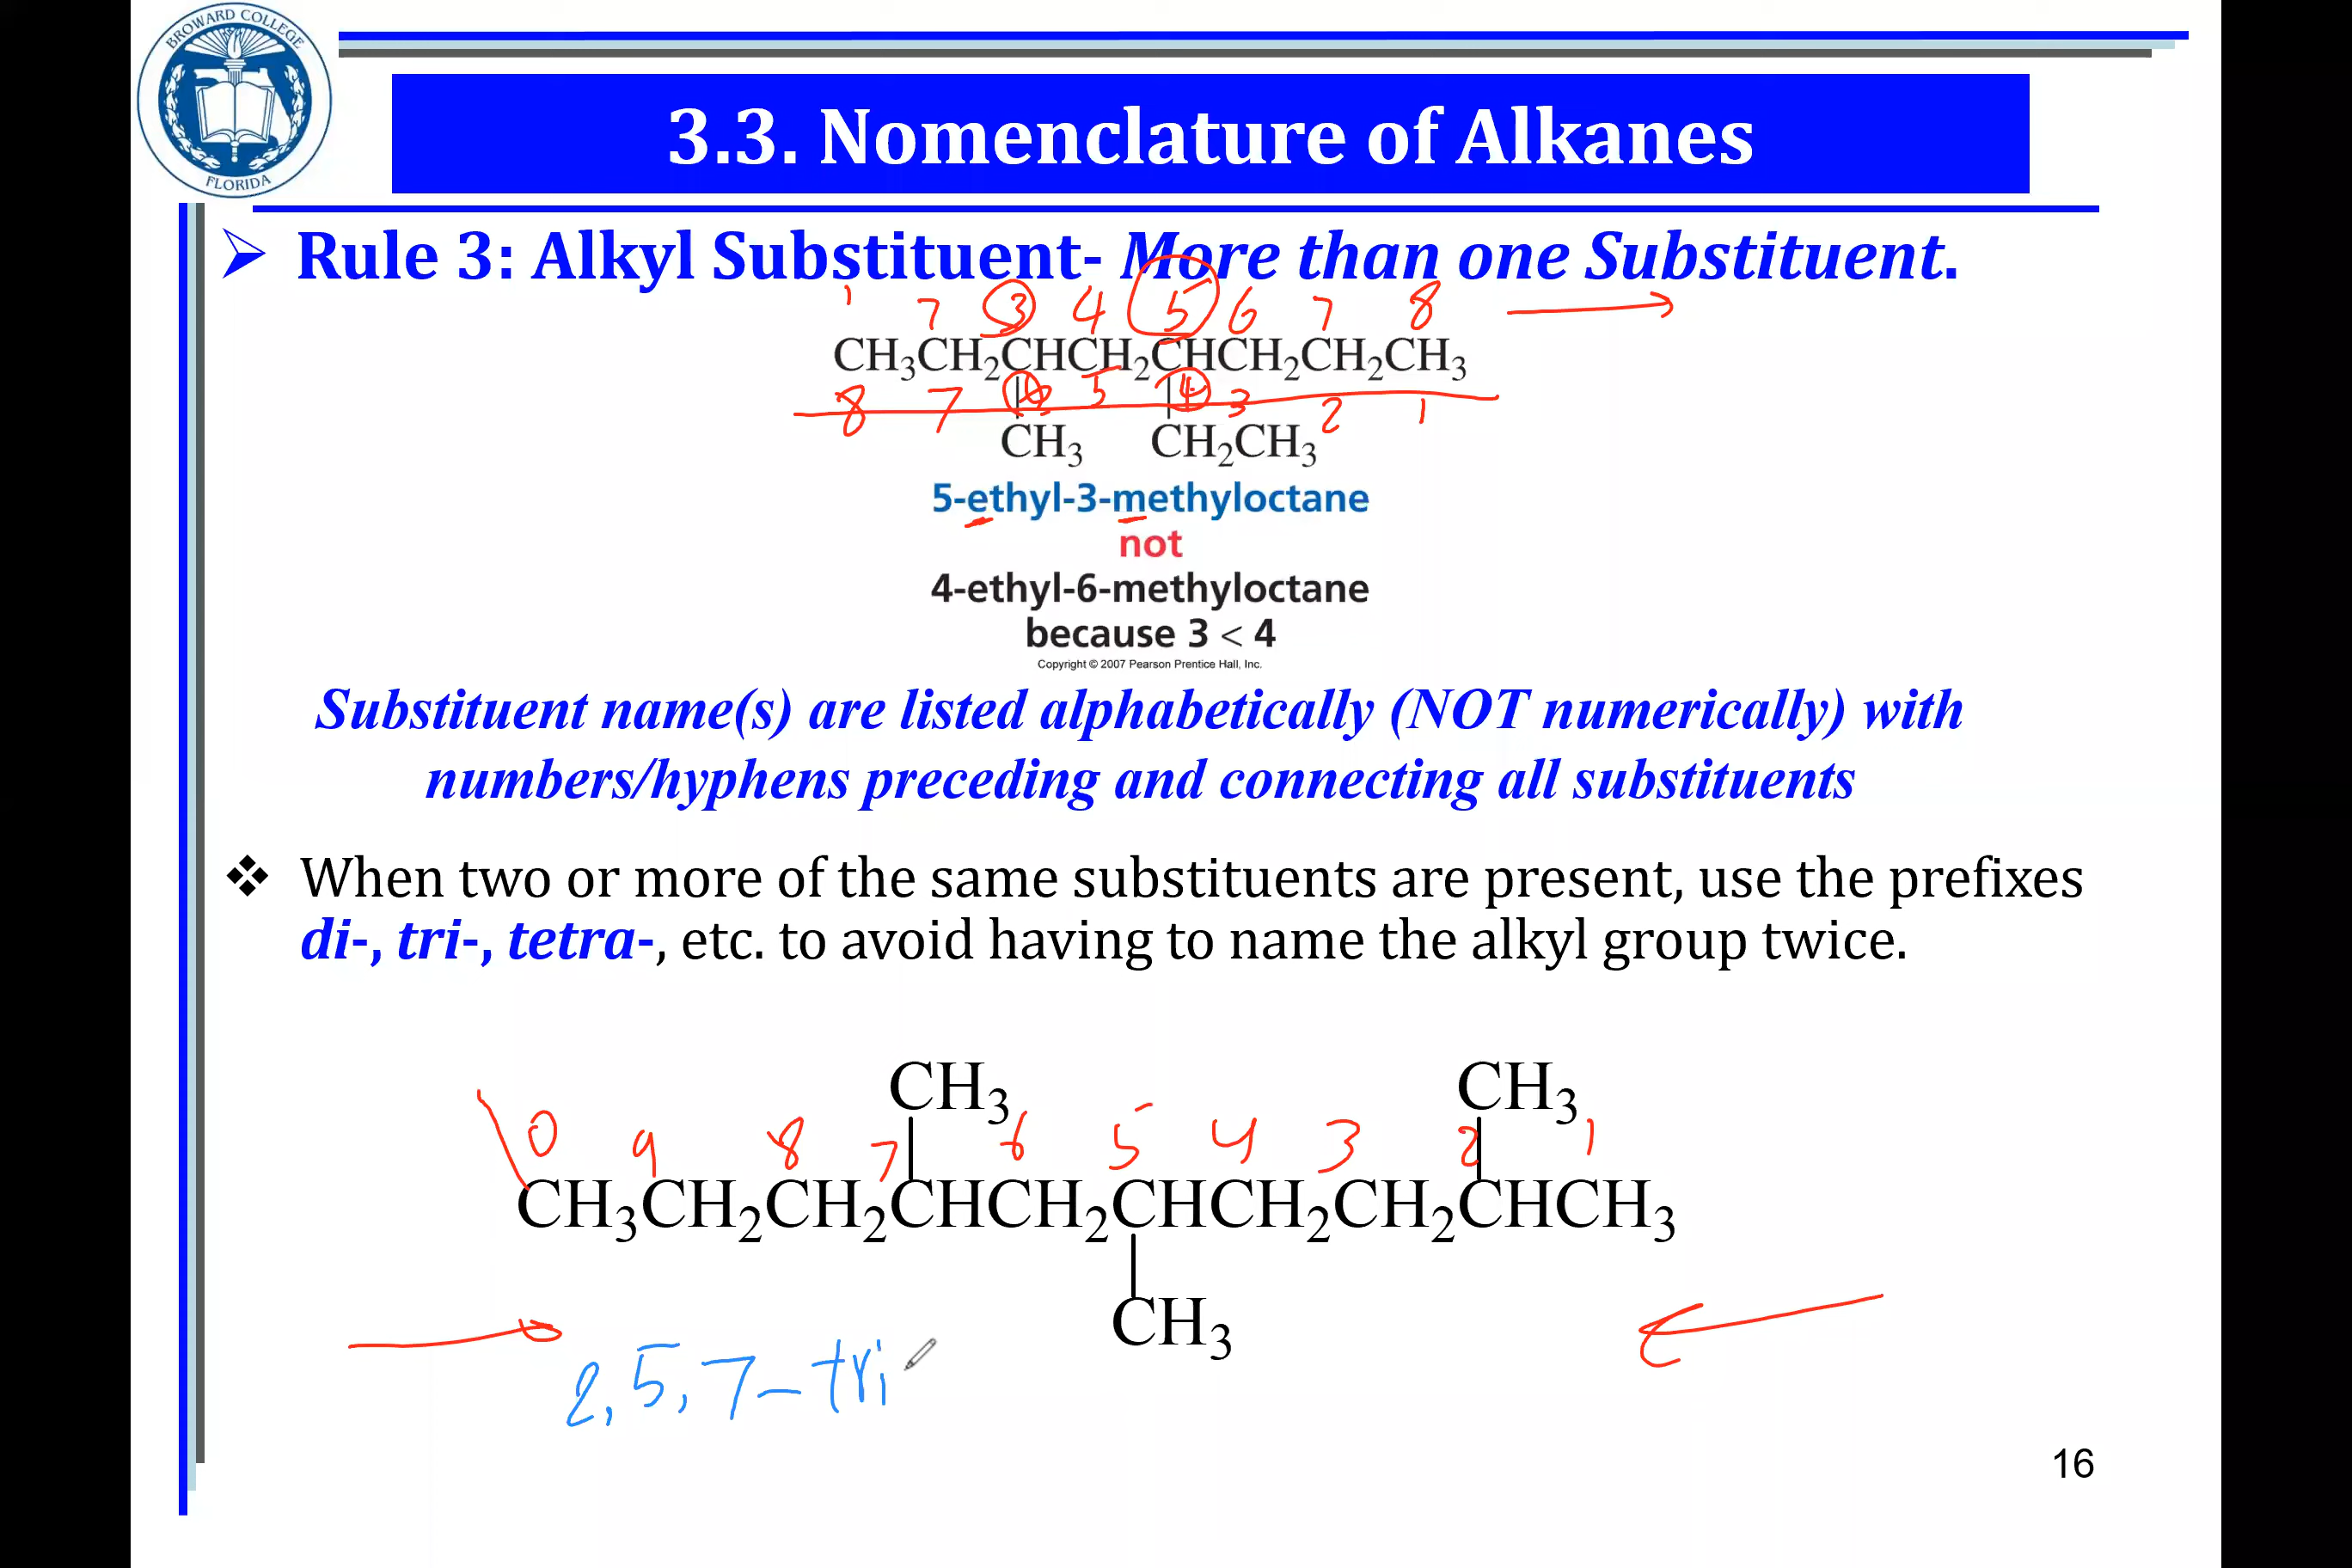 BROWARD COLLEGE
FLORIDA
3.3. Nomenclature of Alkanes
➤ Rule 3: Alkyl Substituent- More than one Substituent.
1 7 3 4 5 6 7 8
CH3CH2CHCH2CHCH2CH2CH3
8 7 6 5 4 3 2 1
CH3 CH2CH3
5-ethyl-3-methyloctane
not
4-ethyl-6-methyloctane
because 3 < 4
Copyright © 2007 Pearson Prentice Hall, Inc.
Substituent name(s) are listed alphabetically (NOT numerically) with
numbers/hyphens preceding and connecting all substituents
❖ When two or more of the same substituents are present, use the prefixes
di-, tri-, tetra-, etc. to avoid having to name the alkyl group twice.
CH3 CH3
10 9 8 7 6 5 4 3 2 1
CH3CH2CH2CHCH2CHCH2CH2CHCH3
CH3
2,5,7-tri
16